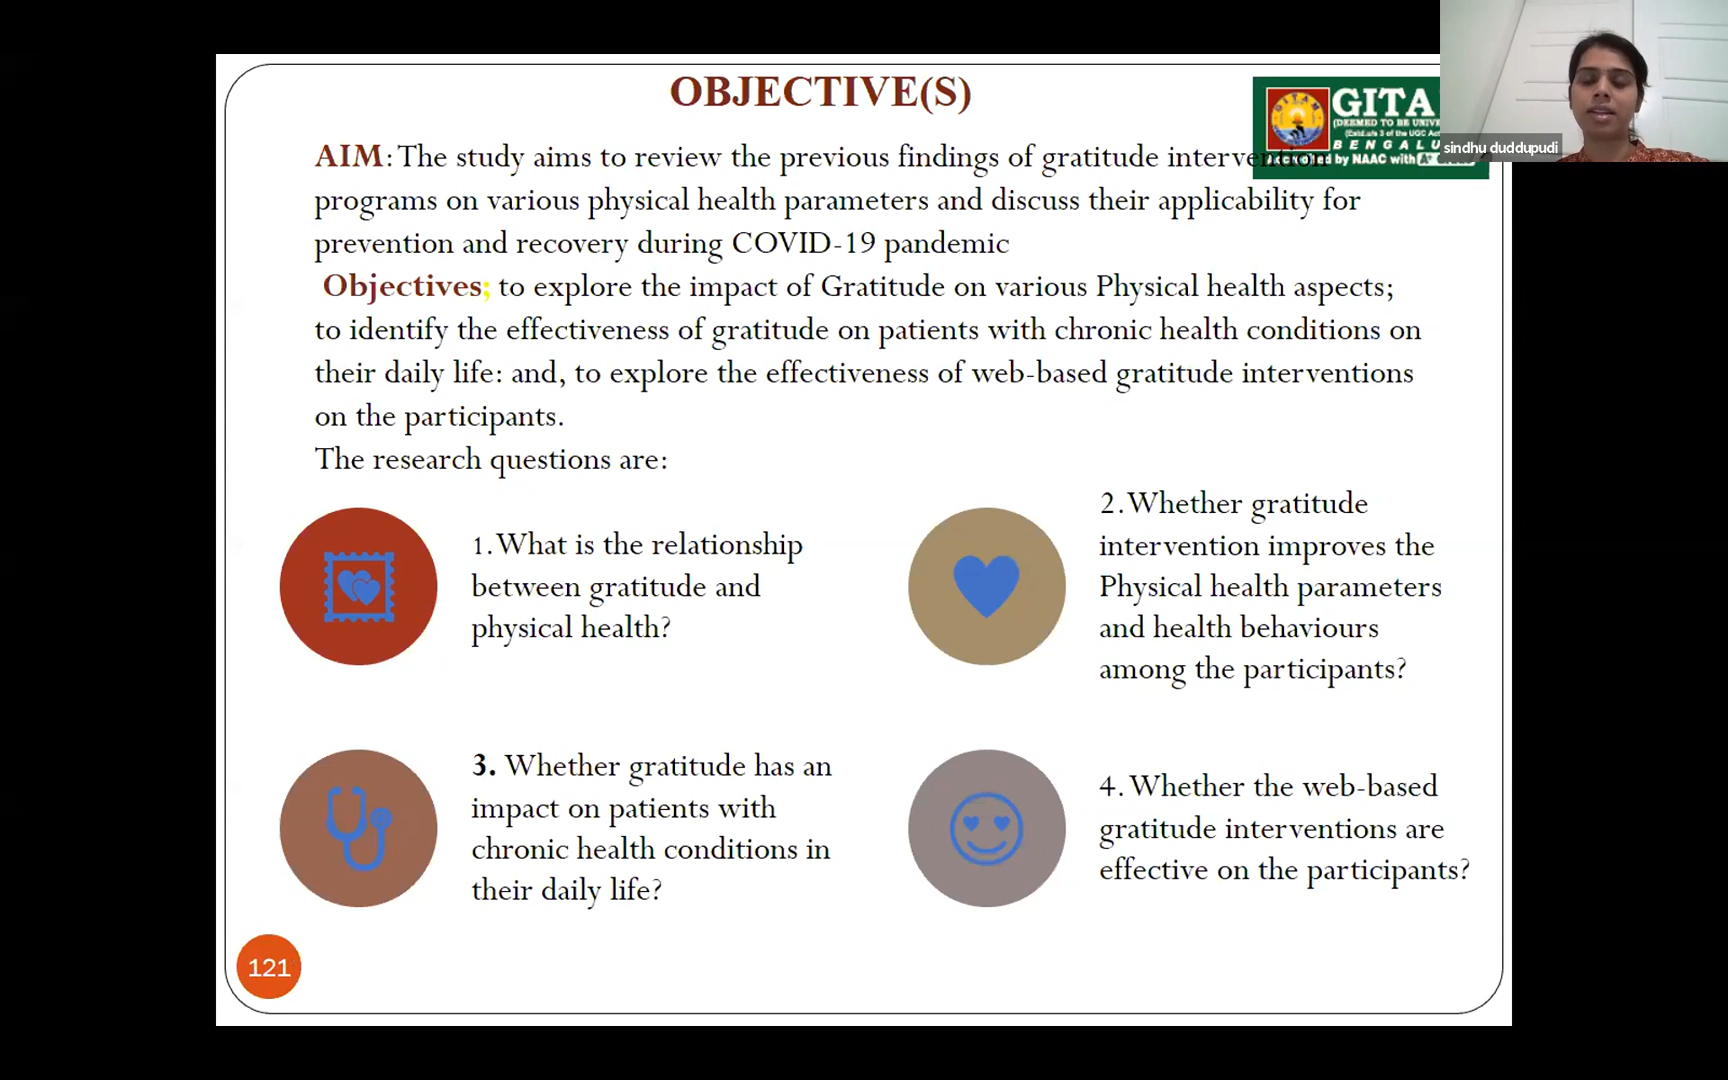 OBJECTIVE(S)
GITA
(DEEMED TO BE UNIVE
BENGALU
by NAAC with A+
sindhu duddupudi
AIM: The study aims to review the previous findings of gratitude intervention
programs on various physical health parameters and discuss their applicability for
prevention and recovery during COVID-19 pandemic
Objectives; to explore the impact of Gratitude on various Physical health aspects;
to identify the effectiveness of gratitude on patients with chronic health conditions on
their daily life: and, to explore the effectiveness of web-based gratitude interventions
on the participants.
The research questions are:
1. What is the relationship
between gratitude and
physical health?
2. Whether gratitude
intervention improves the
Physical health parameters
and health behaviours
among the participants?
3. Whether gratitude has an
impact on patients with
chronic health conditions in
their daily life?
4. Whether the web-based
gratitude interventions are
effective on the participants?
121